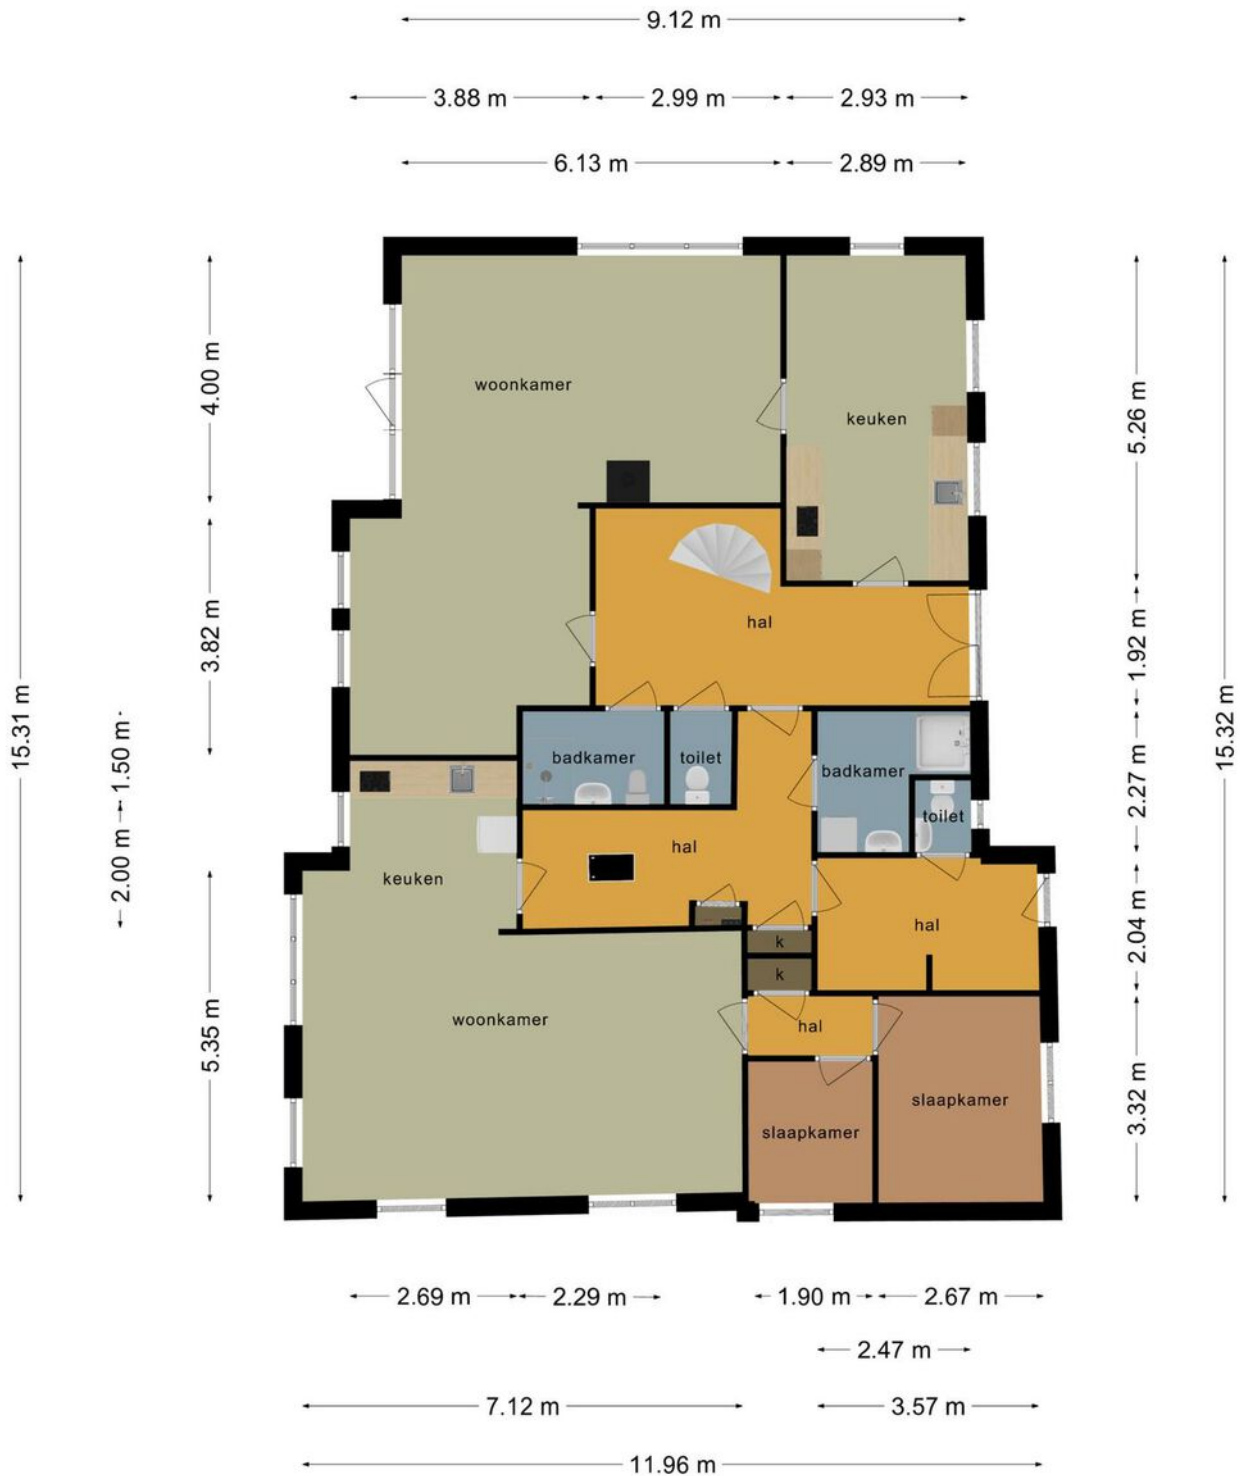 9.12 m
3.88 m
2.99 m
2.93 m
6.13 m
2.89 m
15.31 m
4.00 m
3.82 m
1.50 m
2.00 m
5.35 m
woonkamer
keuken
hal
badkamer
toilet
badkamer
toilet
keuken
hal
hal
k
k
woonkamer
hal
slaapkamer
slaapkamer
5.26 m
1.92 m
2.27 m
2.04 m
3.32 m
15.32 m
2.69 m
2.29 m
1.90 m
2.67 m
2.47 m
7.12 m
3.57 m
11.96 m